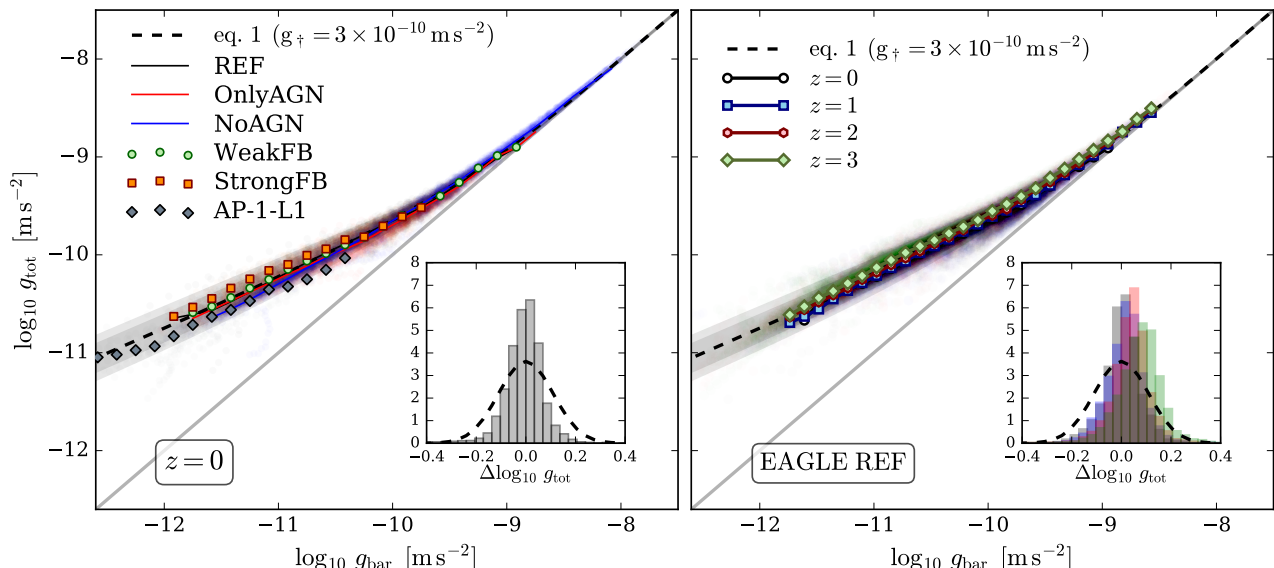 eq. 1 (g† = 3 × 10⁻¹⁰ m s⁻²)
REF
OnlyAGN
NoAGN
WeakFB
StrongFB
AP-1-L1
z = 0
log₁₀ g_tot [m s⁻²]
−8
−9
−10
−11
−12
−12
−11
−10
−9
−8
log₁₀ g_bar [m s⁻²]
8
7
6
5
4
3
2
1
0
−0.4
−0.2
0.0
0.2
0.4
Δlog₁₀ g_tot
eq. 1 (g† = 3 × 10⁻¹⁰ m s⁻²)
z = 0
z = 1
z = 2
z = 3
EAGLE REF
8
7
6
5
4
3
2
1
0
−0.4
−0.2
0.0
0.2
0.4
Δlog₁₀ g_tot
−12
−11
−10
−9
−8
log₁₀ g_bar [m s⁻²]